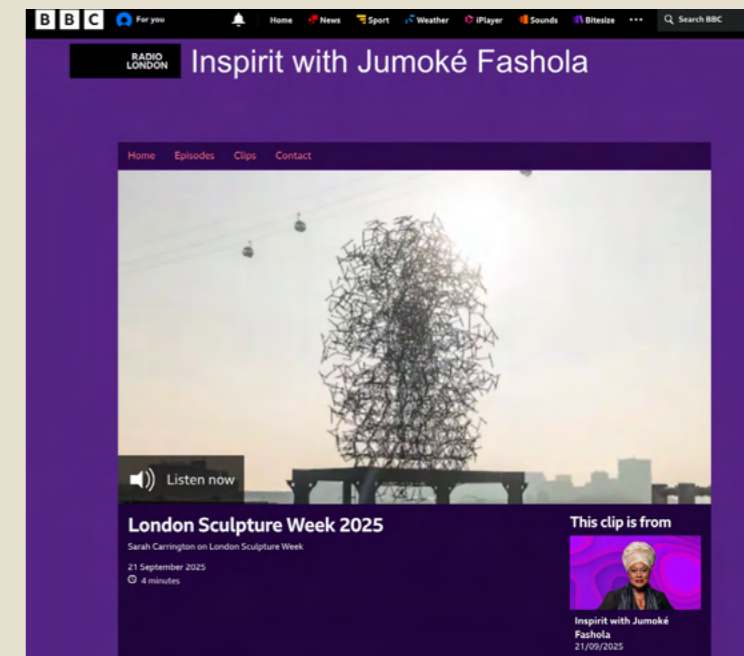 BBC For you Home News Sport Weather iPlayer Sounds Bitesize ... Search BBC
RADIO
LONDON
Inspirit with Jumoké Fashola
Home Episodes Clips Contact
Listen now
London Sculpture Week 2025
Sarah Carrington on London Sculpture Week
21 September 2025
4 minutes
This clip is from
Inspirit with Jumoké
Fashola
21/09/2025